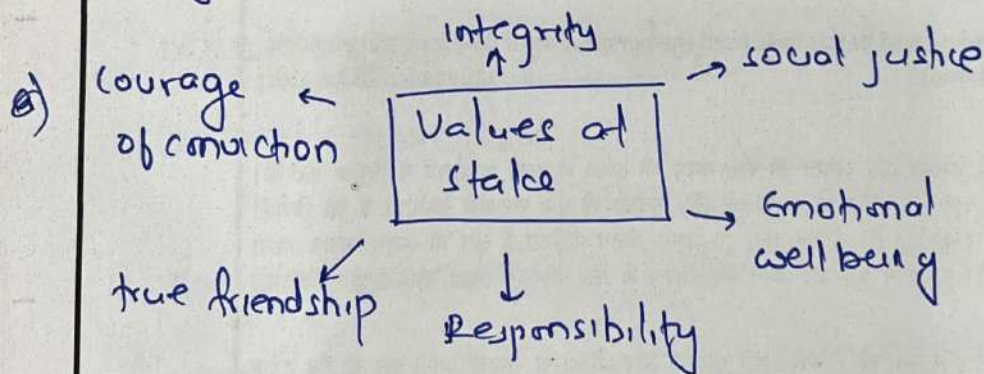 integrity
a) courage of conviction
social justice
Values at stake
Emotional wellbeing
true friendship
Responsibility